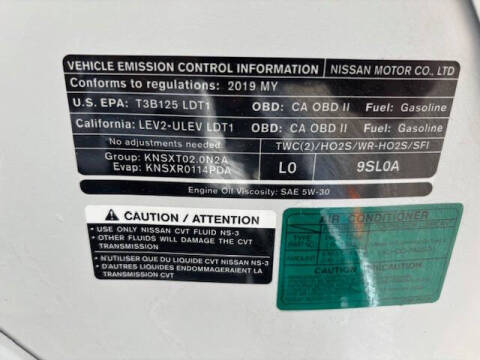 VEHICLE EMISSION CONTROL INFORMATION NISSAN MOTOR CO., LTD
Conforms to regulations: 2019 MY
U.S. EPA: T3B125 LDT1 OBD: CA OBD II Fuel: Gasoline
California: LEV2-ULEV LDT1 OBD: CA OBD II Fuel: Gasoline
No adjustments needed. TWC(2)/HO2S/WR-HO2S/SFI
Group: KNSXT02.0N2A
Evap: KNSXR0114PDA L0 9SL0A
Engine Oil Viscosity: SAE 5W-30
CAUTION / ATTENTION
• USE ONLY NISSAN CVT FLUID NS-3
• OTHER FLUIDS WILL DAMAGE THE CVT
TRANSMISSION
• N'UTILISER QUE DU LIQUIDE CVT NISSAN NS-3
• D'AUTRES LIQUIDES ENDOMMAGERAIENT LA
TRANSMISSION CVT
AIR CONDITIONER
CAUTION/PRECAUTION